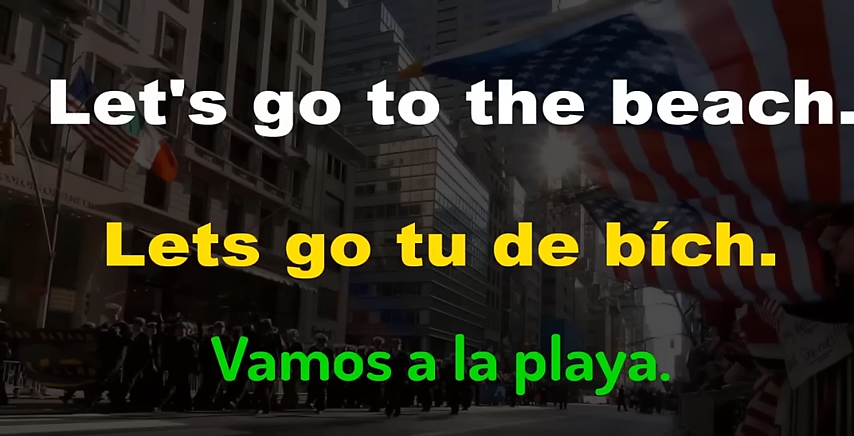 Let's go to the beach.
Lets go tu de bích.
Vamos a la playa.